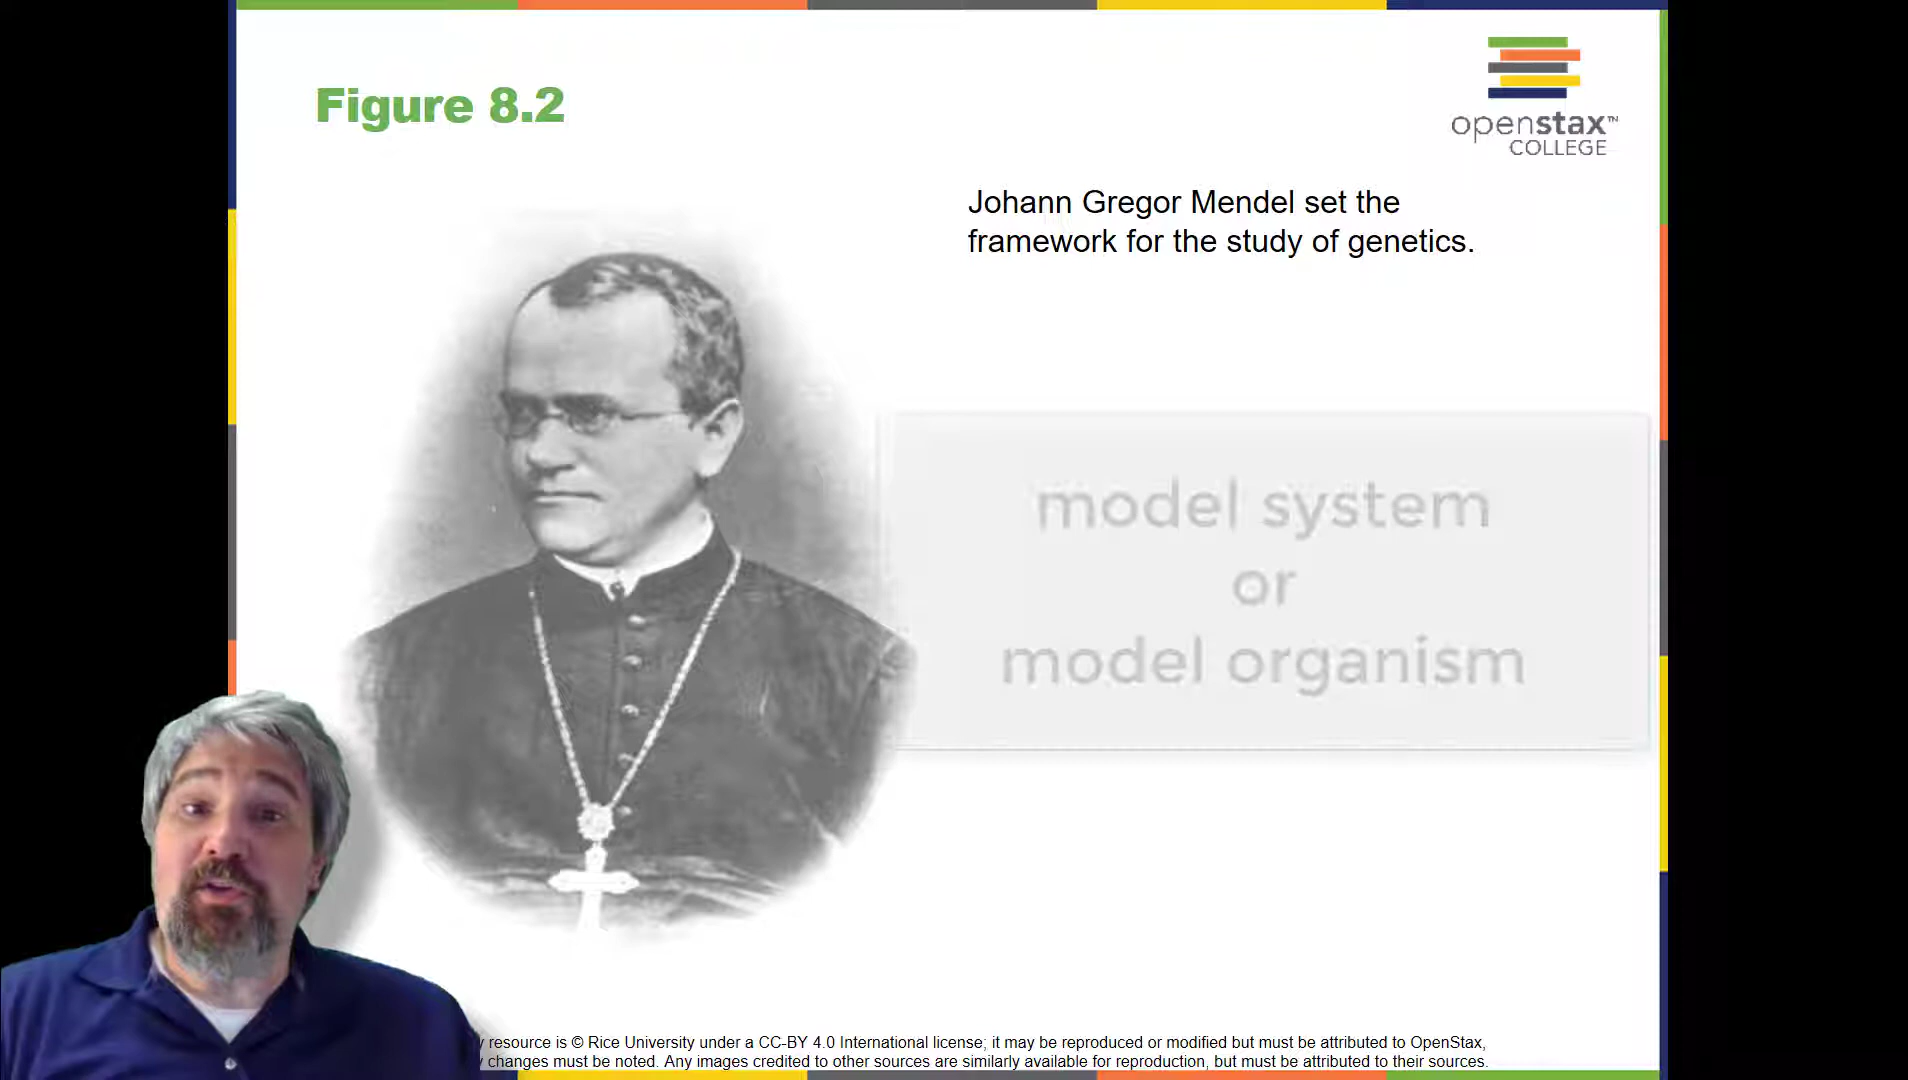 Figure 8.2
openstax™
COLLEGE
Johann Gregor Mendel set the
framework for the study of genetics.
model system
or
model organism
resource is © Rice University under a CC-BY 4.0 International license; it may be reproduced or modified but must be attributed to OpenStax,
changes must be noted. Any images credited to other sources are similarly available for reproduction, but must be attributed to their sources.